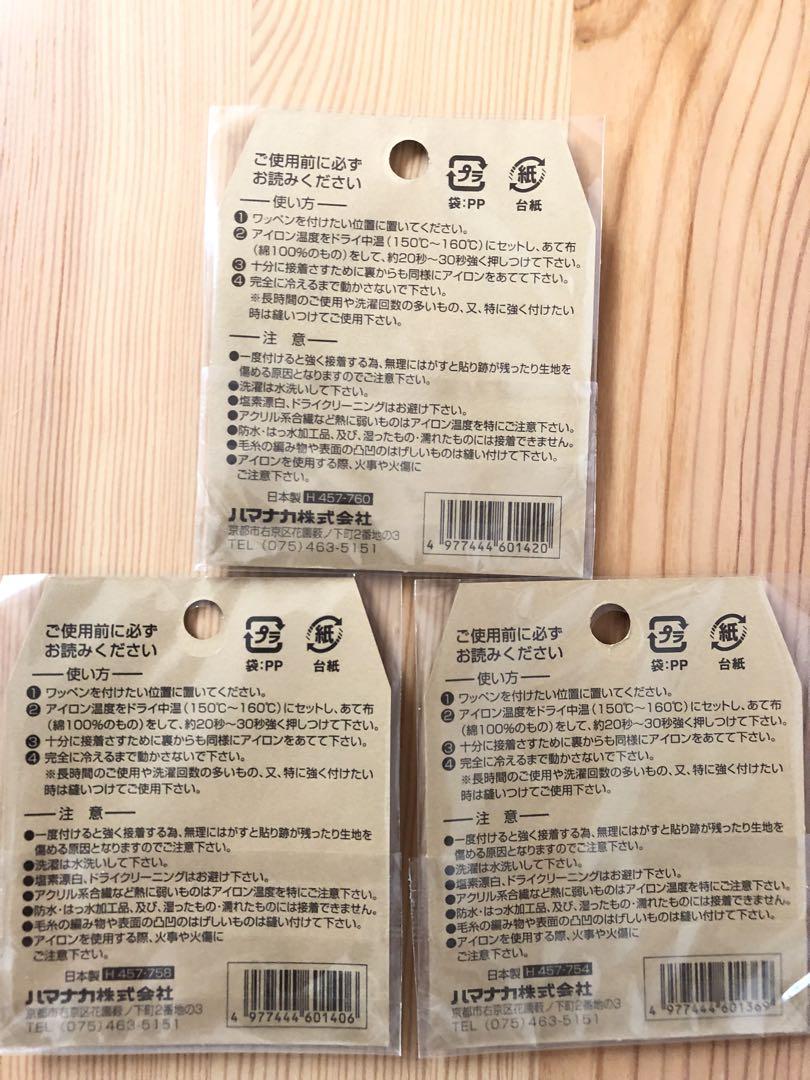 ご使用前に必ず
お読みください
プラ
袋:PP
紙
台紙
使い方
❶ ワッペンを付けたい位置に置いてください。
❷ アイロン温度をドライ中温(150℃〜160℃)にセットし、あて布
(綿100%のもの)をして、約20秒〜30秒強く押しつけて下さい。
❸ 十分に接着さすために裏からも同様にアイロンをあてて下さい。
❹ 完全に冷えるまで動かさないで下さい。
※長時間のご使用や洗濯回数の多いもの、又、特に強く付けたい
時は縫いつけてご使用下さい。
注 意
●一度付けると強く接着する為、無理にはがすと貼り跡が残ったり生地を
傷める原因となりますのでご注意下さい。
●洗濯は水洗いして下さい。
●塩素漂白、ドライクリーニングはお避け下さい。
●アクリル系合繊など熱に弱いものはアイロン温度を特にご注意下さい。
●防水・はっ水加工品、及び、湿ったもの・濡れたものには接着できません。
●毛糸の編み物や表面の凸凹のはげしいものは縫い付けて下さい。
●アイロンを使用する際、火事や火傷に
ご注意下さい。
日本製 H 457-760
ハマナカ株式会社
京都市右京区花園薮ノ下町2番地の3
TEL (075)463-5151
4 977444 601420
ご使用前に必ず
お読みください
プラ
袋:PP
紙
台紙
使い方
❶ ワッペンを付けたい位置に置いてください。
❷ アイロン温度をドライ中温(150℃〜160℃)にセットし、あて布
(綿100%のもの)をして、約20秒〜30秒強く押しつけて下さい。
❸ 十分に接着さすために裏からも同様にアイロンをあてて下さい。
❹ 完全に冷えるまで動かさないで下さい。
※長時間のご使用や洗濯回数の多いもの、又、特に強く付けたい
時は縫いつけてご使用下さい。
注 意
●一度付けると強く接着する為、無理にはがすと貼り跡が残ったり生地を
傷める原因となりますのでご注意下さい。
●洗濯は水洗いして下さい。
●塩素漂白、ドライクリーニングはお避け下さい。
●アクリル系合繊など熱に弱いものはアイロン温度を特にご注意下さい。
●防水・はっ水加工品、及び、湿ったもの・濡れたものには接着できません。
●毛糸の編み物や表面の凸凹のはげしいものは縫い付けて下さい。
●アイロンを使用する際、火事や火傷に
ご注意下さい。
日本製 H 457-758
ハマナカ株式会社
京都市右京区花園薮ノ下町2番地の3
TEL (075)463-5151
4 977444 601406
ご使用前に必ず
お読みください
プラ
袋:PP
紙
台紙
使い方
❶ ワッペンを付けたい位置に置いてください。
❷ アイロン温度をドライ中温(150℃〜160℃)にセットし、あて布
(綿100%のもの)をして、約20秒〜30秒強く押しつけて下さい。
❸ 十分に接着さすために裏からも同様にアイロンをあてて下さい。
❹ 完全に冷えるまで動かさないで下さい。
※長時間のご使用や洗濯回数の多いもの、又、特に強く付けたい
時は縫いつけてご使用下さい。
注 意
●一度付けると強く接着する為、無理にはがすと貼り跡が残ったり生地を
傷める原因となりますのでご注意下さい。
●洗濯は水洗いして下さい。
●塩素漂白、ドライクリーニングはお避け下さい。
●アクリル系合繊など熱に弱いものはアイロン温度を特にご注意下さい。
●防水・はっ水加工品、及び、湿ったもの・濡れたものには接着できません。
●毛糸の編み物や表面の凸凹のはげしいものは縫い付けて下さい。
●アイロンを使用する際、火事や火傷に
ご注意下さい。
日本製 H 457-754
ハマナカ株式会社
京都市右京区花園薮ノ下町2番地の3
TEL (075)463-5151
4 977444 601369